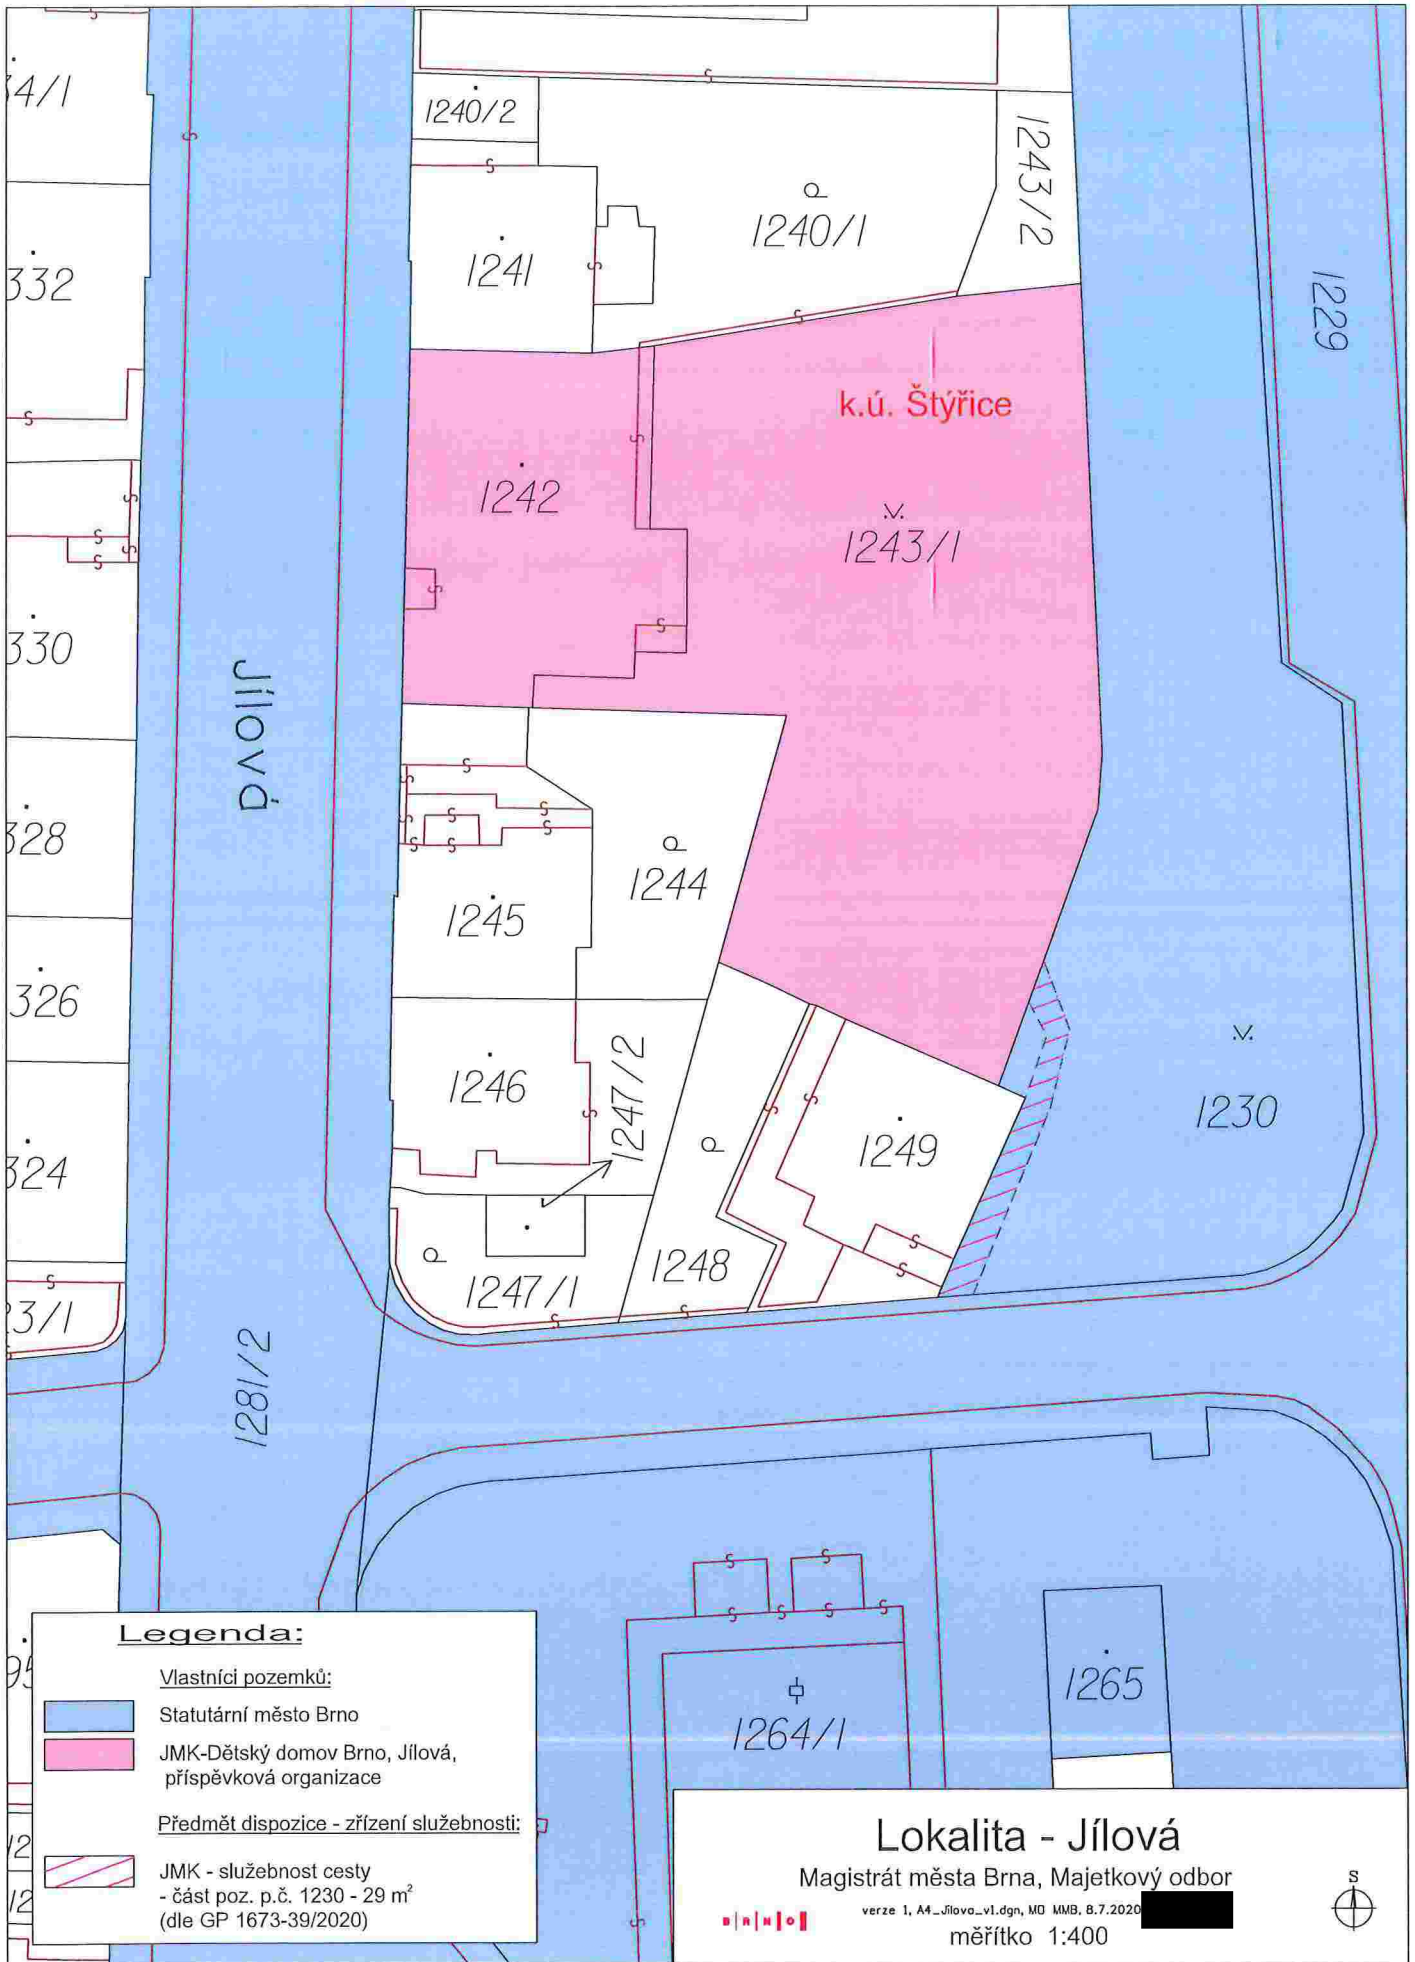 34/1
1240/2
1243/2
1240/1
1241
332
1229
k.ú. Štýřice
1242
1243/1
330
Jílová
328
1244
1245
326
1246
1247/2
1230
1249
324
1248
1247/1
1281/2
Legenda:
Vlastníci pozemků:
Statutární město Brno
JMK-Dětský domov Brno, Jílová,
příspěvková organizace
Předmět dispozice - zřízení služebnosti:
JMK - služebnost cesty
- část poz. p.č. 1230 - 29 m²
(dle GP 1673-39/2020)
1265
1264/1
Lokalita - Jílová
Magistrát města Brna, Majetkový odbor
verze 1, A4_Jilova_v1.dgn, MO MMB, 8.7.2020
BRNO
měřítko 1:400
S